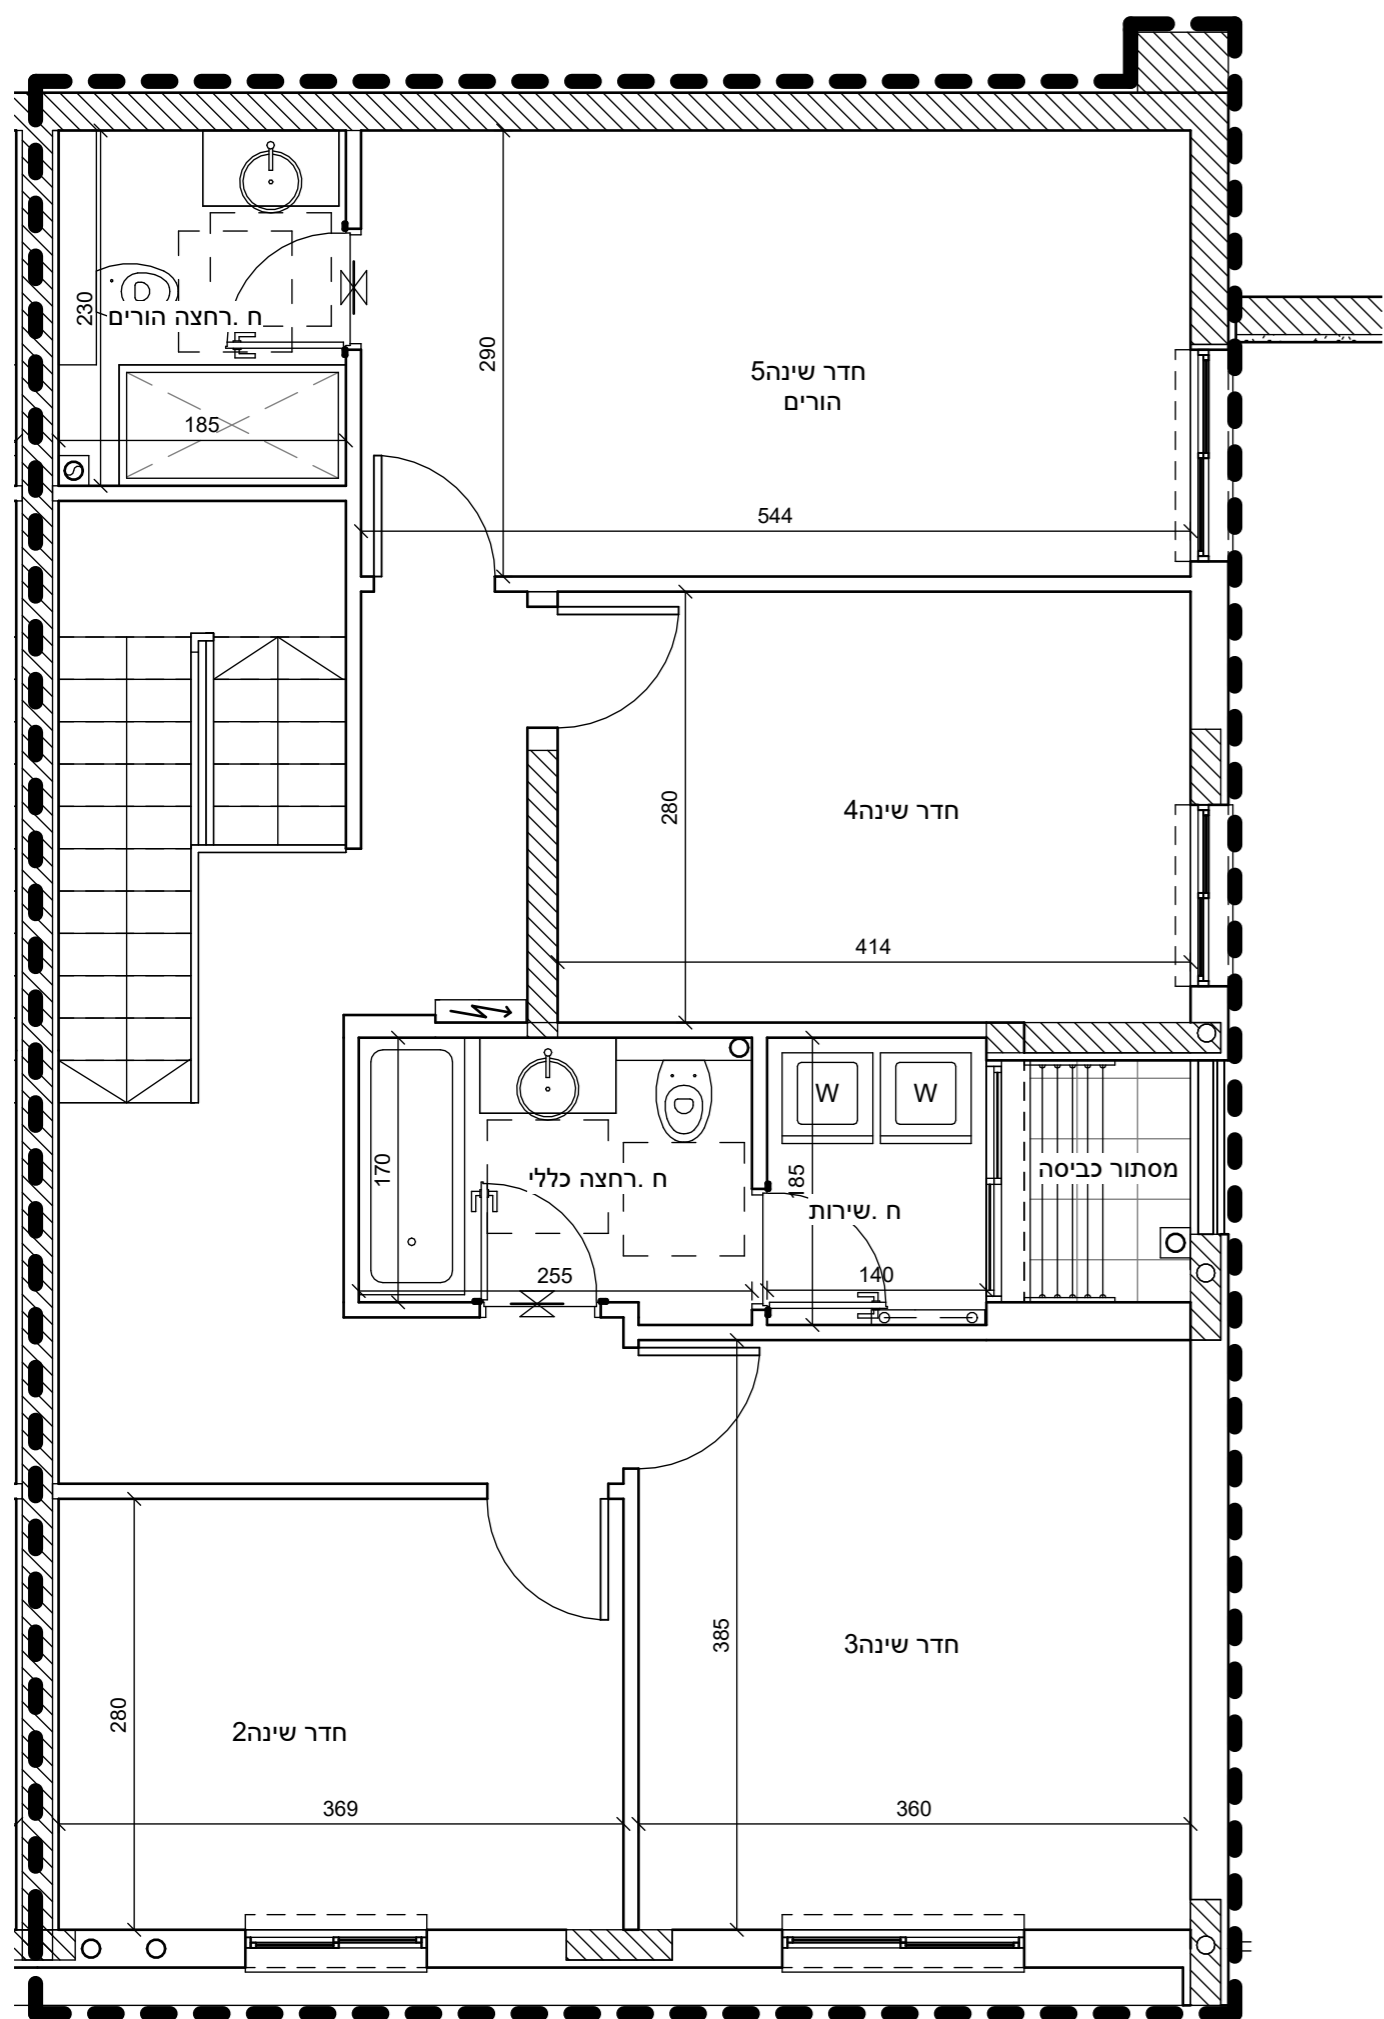 290
230
ח .רחצה הורים
חדר שינה5
הורים
185
544
280
חדר שינה4
414
W
W
170
ח .רחצה כללי
185
ח .שירות
מסתור כביסה
255
140
385
חדר שינה3
280
חדר שינה2
369
360